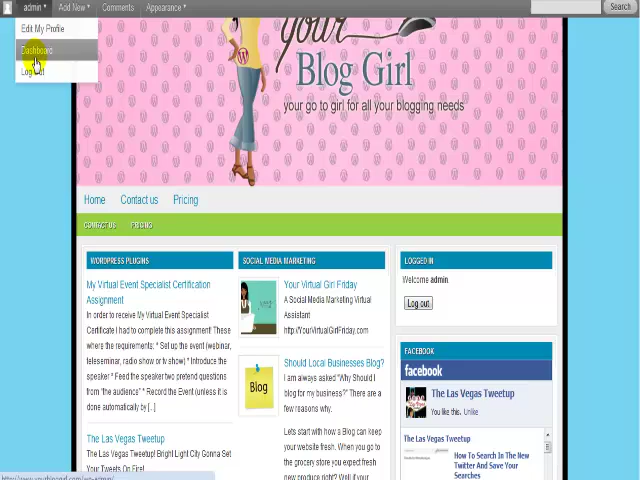 admin Add New Comments Appearance Search
Edit My Profile
Dashboard
Log Out
your
Blog Girl
your go to girl for all your blogging needs
Home Contact us Pricing
CONTACT US PRICING
WORDPRESS PLUGINS
My Virtual Event Specialist Certification
Assignment
In order to receive My Virtual Event Specialist
Certificate I had to complete this assignment! These
where the requirements: * Set up the event (webinar,
teleseminar, radio show or tv show) * Introduce the
speaker * Feed the speaker two pretend questions
from "the audience" * Record the Event (unless it is
done automatically by [...]
The Las Vegas Tweetup
The Las Vegas Tweetup! Bright Light City Gonna Set
Your Tweets On Fire!
SOCIAL MEDIA MARKETING
Your Virtual Girl Friday
A Social Media Marketing Virtual
Assistant
http://YourVirtualGirlFriday.com
Blog
Should Local Businesses Blog?
I am always asked "Why Should I
blog for my business?" There are a
few reasons why.
Lets start with how a Blog can keep
your website fresh. When you go to
the grocery store you expect fresh
new product to purchase, right? Well if
LOGGED IN
Welcome admin
Log out
FACEBOOK
facebook
The Las Vegas Tweetup
You like this. Unlike
The Las Vegas Tweetup
How To Search In The New
Twitter And Save Your
Searches